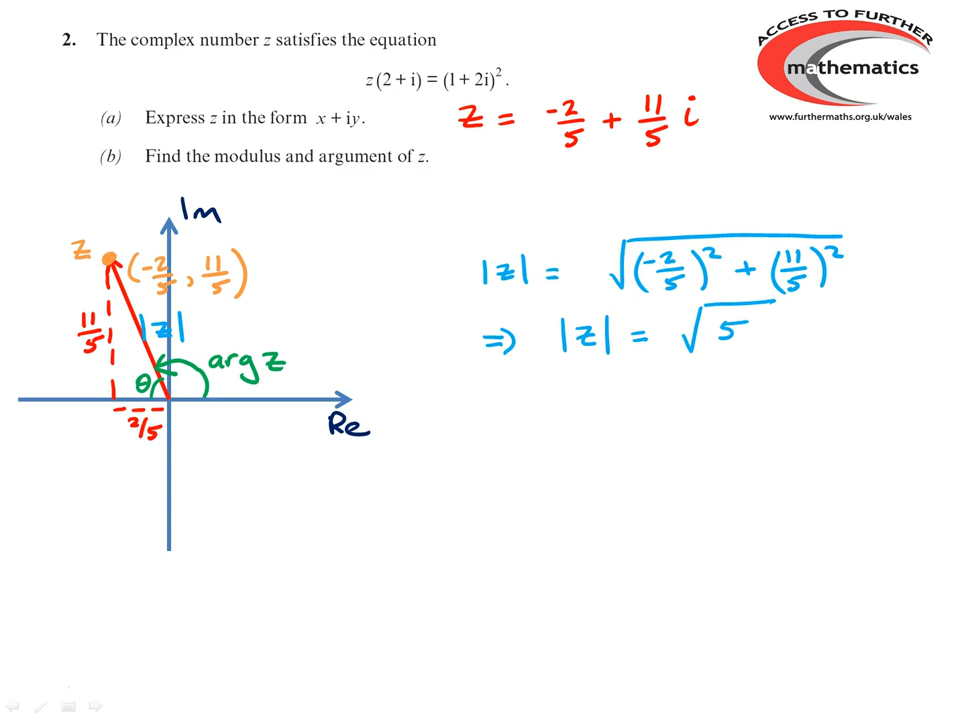 2. The complex number z satisfies the equation
z(2 + i) = (1 + 2i)².
(a) Express z in the form x + iy.
z = -2/5 + 11/5 i
(b) Find the modulus and argument of z.
ACCESS TO FURTHER
mathematics
www.furthermaths.org.uk/wales
Im
z
(-2/5, 11/5)
11/5
|z|
θ
arg z
2/5
Re
|z| = √((-2/5)² + (11/5)²)
⇒ |z| = √5